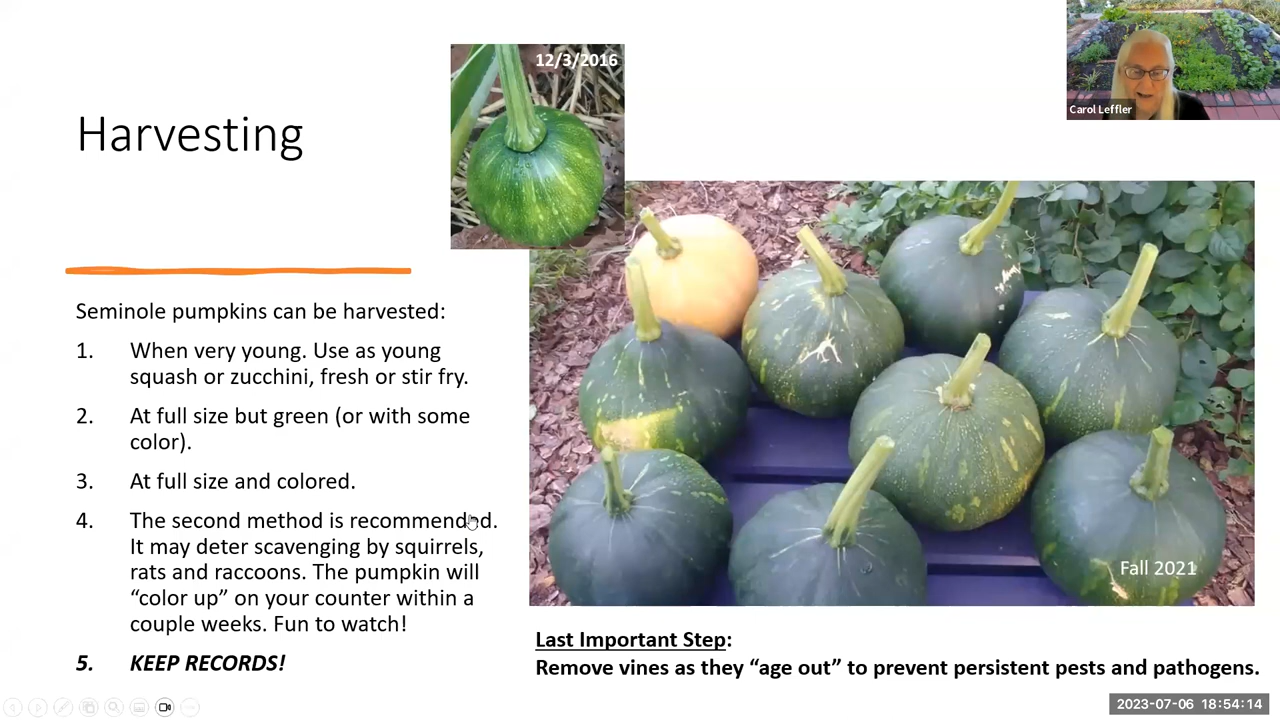 12/3/2016
Carol Leffler
Harvesting
Seminole pumpkins can be harvested:
1. When very young. Use as young
squash or zucchini, fresh or stir fry.
2. At full size but green (or with some
color).
3. At full size and colored.
4. The second method is recommended.
It may deter scavenging by squirrels,
rats and raccoons. The pumpkin will
“color up” on your counter within a
couple weeks. Fun to watch!
5. KEEP RECORDS!
Fall 2021
Last Important Step:
Remove vines as they “age out” to prevent persistent pests and pathogens.
2023-07-06 18:54:14